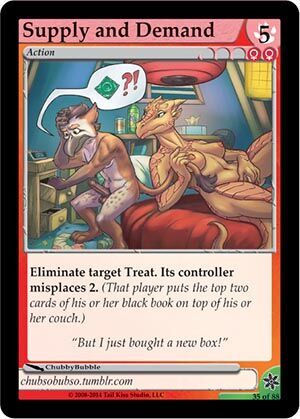 Supply and Demand
5
Action
?!
Eliminate target Treat. Its controller
misplaces 2. (That player puts the top two
cards of his or her black book on top of his or
her couch.)
"But I just bought a new box!"
ChubbyBubble
chubsobubso.tumblr.com
© 2008-2014 Tail Kiss Studio, LLC
35 of 88